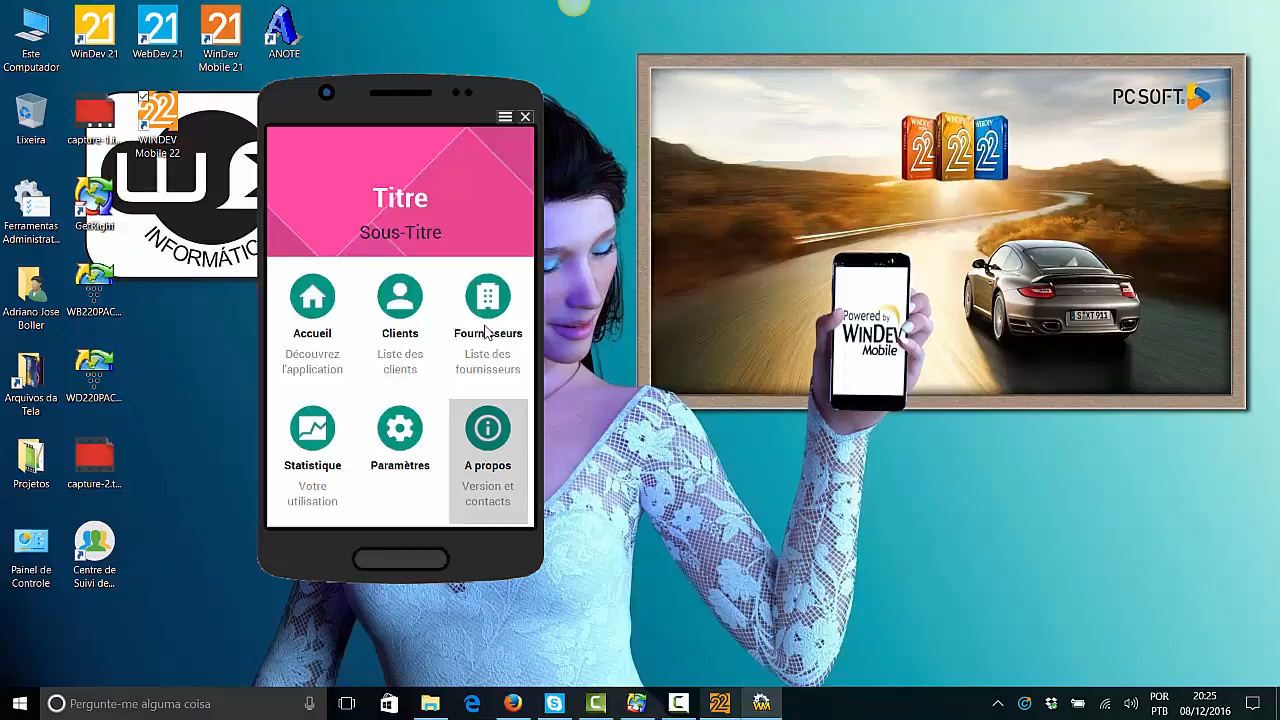 Este
Computador
WinDev 21
WebDev 21
WinDev
Mobile 21
ANOTE
Lixeira
capture-1.t...
WINDEV
Mobile 22
INFORMÁTIC
Ferramentas
Administrat...
GetRight
Adriano Jose
Boller
WB220PAC...
Arquivos da
Tela
WD220PAC...
Projetos
capture-2.t...
Painel de
Controle
Centre de
Suivi de...
Titre
Sous-Titre
Accueil
Découvrez
l'application
Clients
Liste des
clients
Fournisseurs
Liste des
fournisseurs
Statistique
Votre
utilisation
Paramètres
A propos
Version et
contacts
PC SOFT
22
22
22
Powered by
WINDEV
Mobile
S·XT 911
Pergunte-me alguma coisa
22
POR
PTB
20:25
08/12/2016